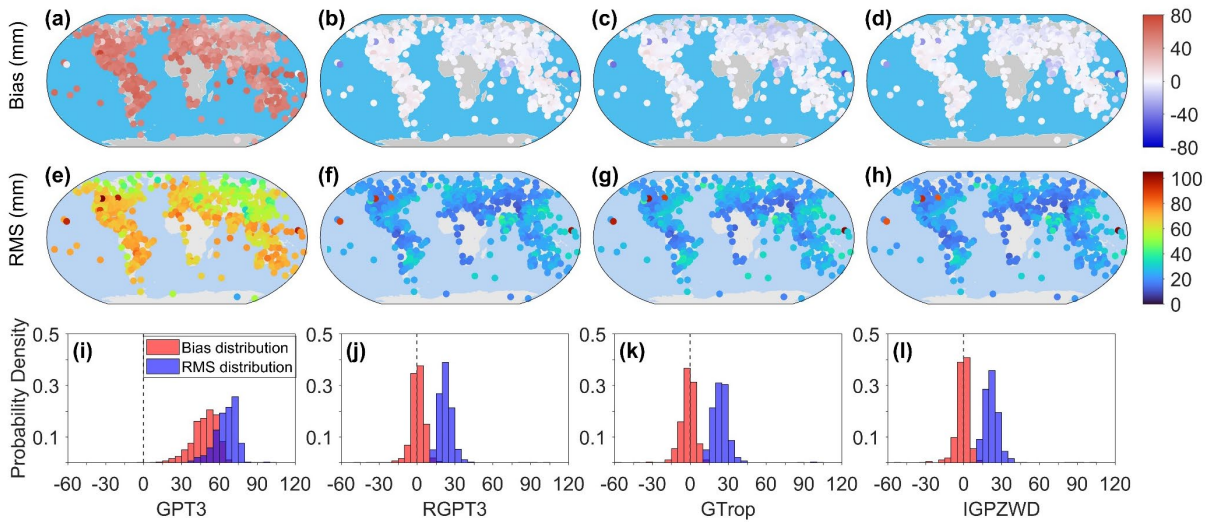 (a) (b) (c) (d)
Bias (mm)
80
40
0
-40
-80
(e) (f) (g) (h)
RMS (mm)
100
80
60
40
20
0
(i) (j) (k) (l)
Bias distribution
RMS distribution
Probability Density
0.5 0.5 0.5 0.5
0.3 0.3 0.3 0.3
0.1 0.1 0.1 0.1
-60 -30 0 30 60 90 120 -60 -30 0 30 60 90 120 -60 -30 0 30 60 90 120 -60 -30 0 30 60 90 120
GPT3 RGPT3 GTrop IGPZWD